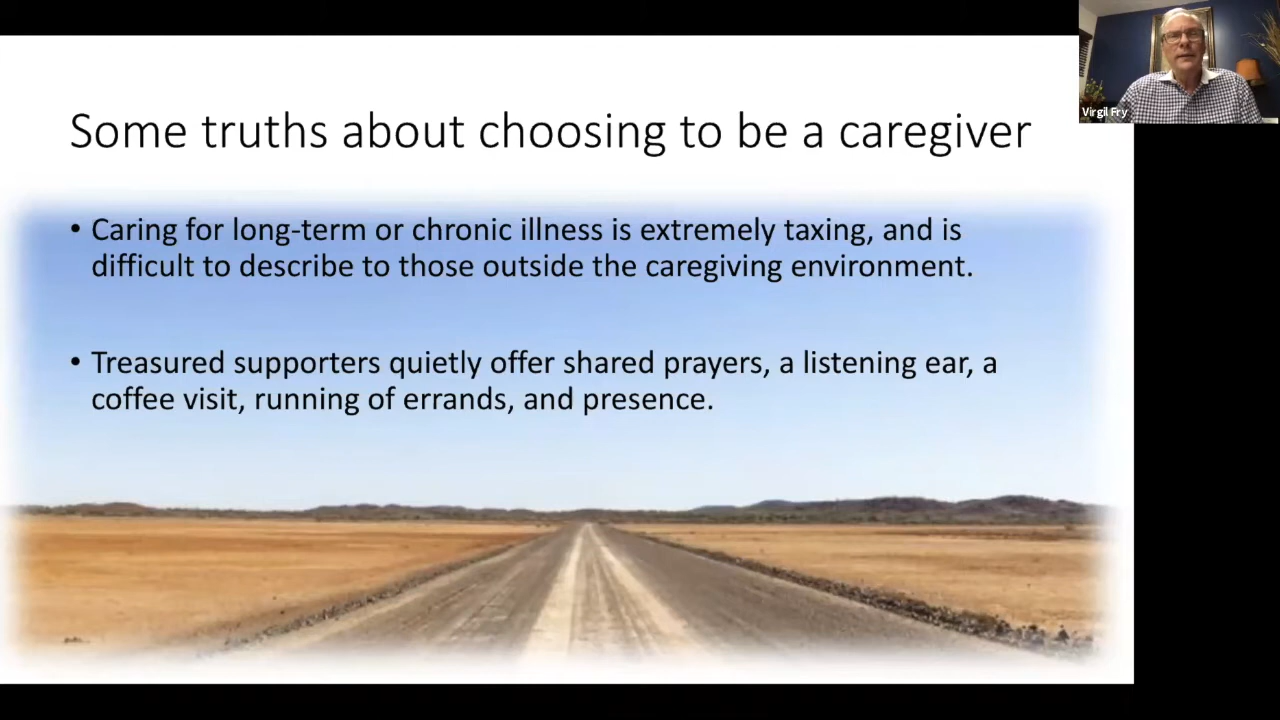 Virgil Fry
Some truths about choosing to be a caregiver
• Caring for long-term or chronic illness is extremely taxing, and is
difficult to describe to those outside the caregiving environment.
• Treasured supporters quietly offer shared prayers, a listening ear, a
coffee visit, running of errands, and presence.